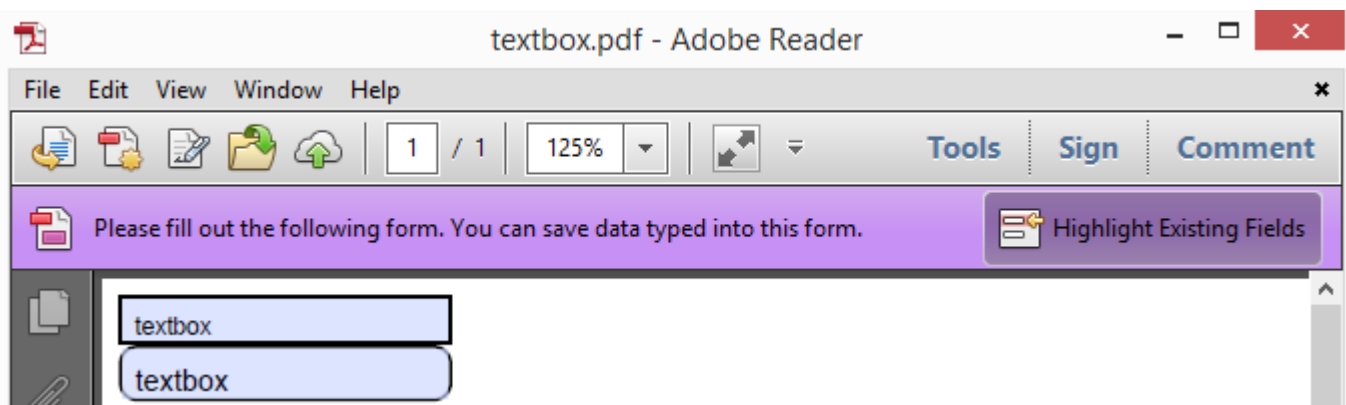 textbox.pdf - Adobe Reader
File Edit View Window Help
1 / 1 125% Tools Sign Comment
Please fill out the following form. You can save data typed into this form. Highlight Existing Fields
textbox
textbox